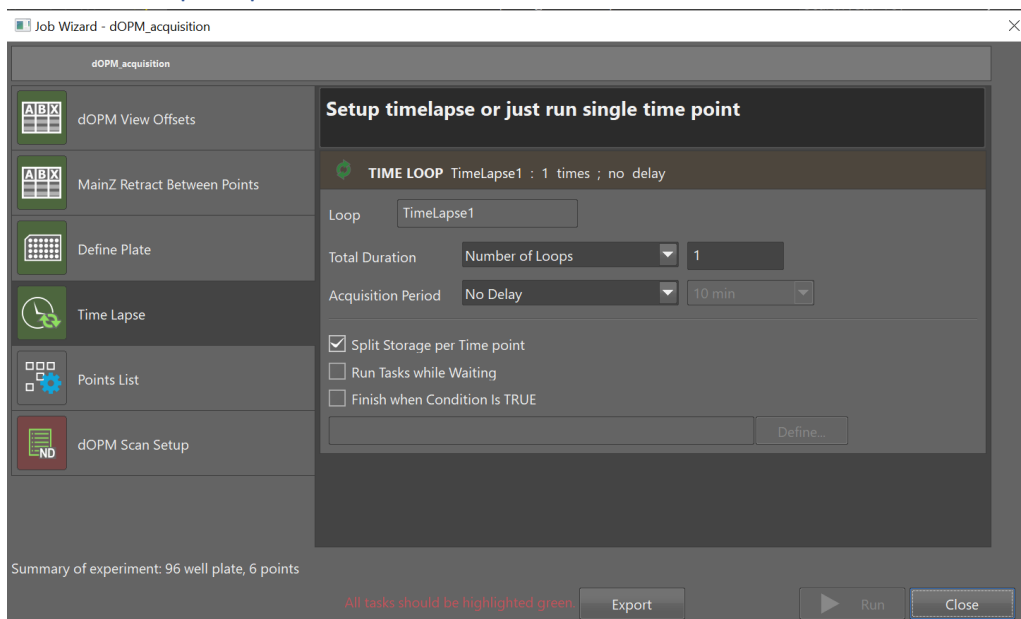 Job Wizard - dOPM_acquisition
dOPM_acquisition
ABX
dOPM View Offsets
ABX
MainZ Retract Between Points
Define Plate
Time Lapse
Points List
ND
dOPM Scan Setup
Setup timelapse or just run single time point
TIME LOOP TimeLapse1 : 1 times ; no delay
Loop TimeLapse1
Total Duration Number of Loops 1
Acquisition Period No Delay 10 min
Split Storage per Time point
Run Tasks while Waiting
Finish when Condition Is TRUE
Define...
Summary of experiment: 96 well plate, 6 points
All tasks should be highlighted green. Export Run Close